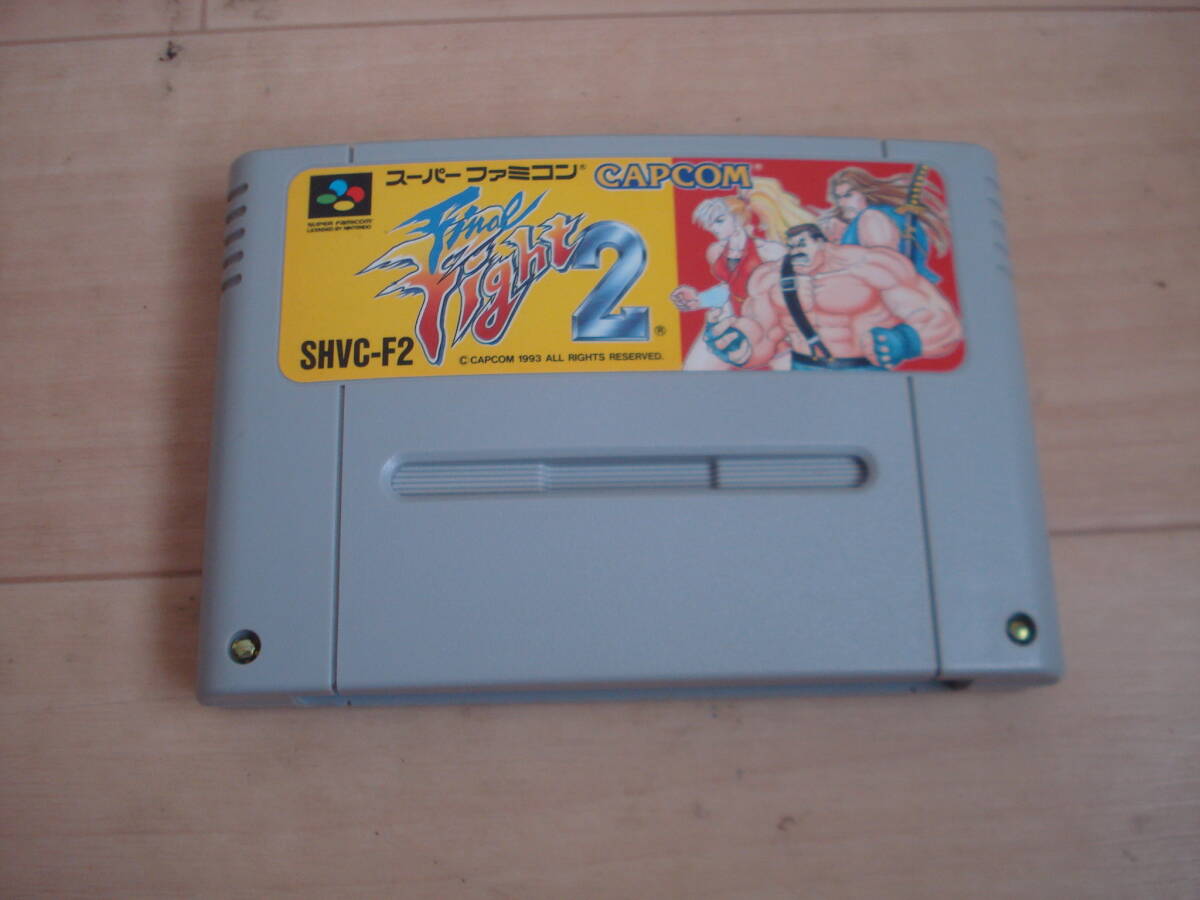 スーパーファミコン®
CAPCOM®
SUPER FAMICOM
LICENSED BY NINTENDO
Final
Fight 2®
SHVC-F2
© CAPCOM 1993 ALL RIGHTS RESERVED.